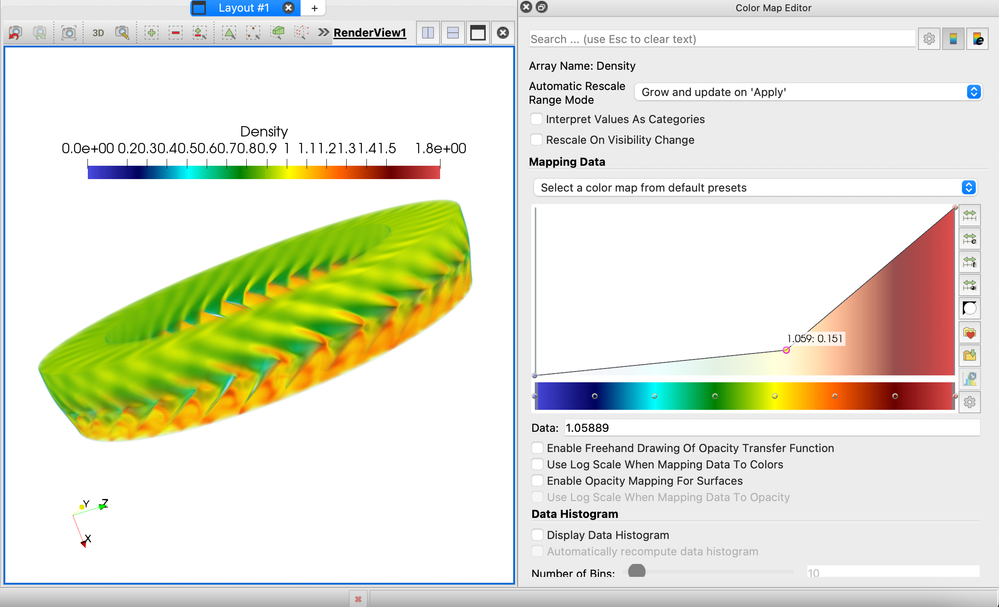 Layout #1
+
Color Map Editor
3D
RenderView1
Search ... (use Esc to clear text)
e
Array Name: Density
Automatic Rescale
Range Mode
Grow and update on 'Apply'
Interpret Values As Categories
Rescale On Visibility Change
Mapping Data
Select a color map from default presets
Density
0.0e+00 0.20.30.40.50.60.70.80.9 1 1.11.21.31.41.5 1.8e+00
c
t
1.059: 0.151
Data: 1.05889
Enable Freehand Drawing Of Opacity Transfer Function
Use Log Scale When Mapping Data To Colors
Enable Opacity Mapping For Surfaces
Use Log Scale When Mapping Data To Opacity
Data Histogram
Display Data Histogram
Automatically recompute data histogram
Number of Bins: 10
Y Z
X